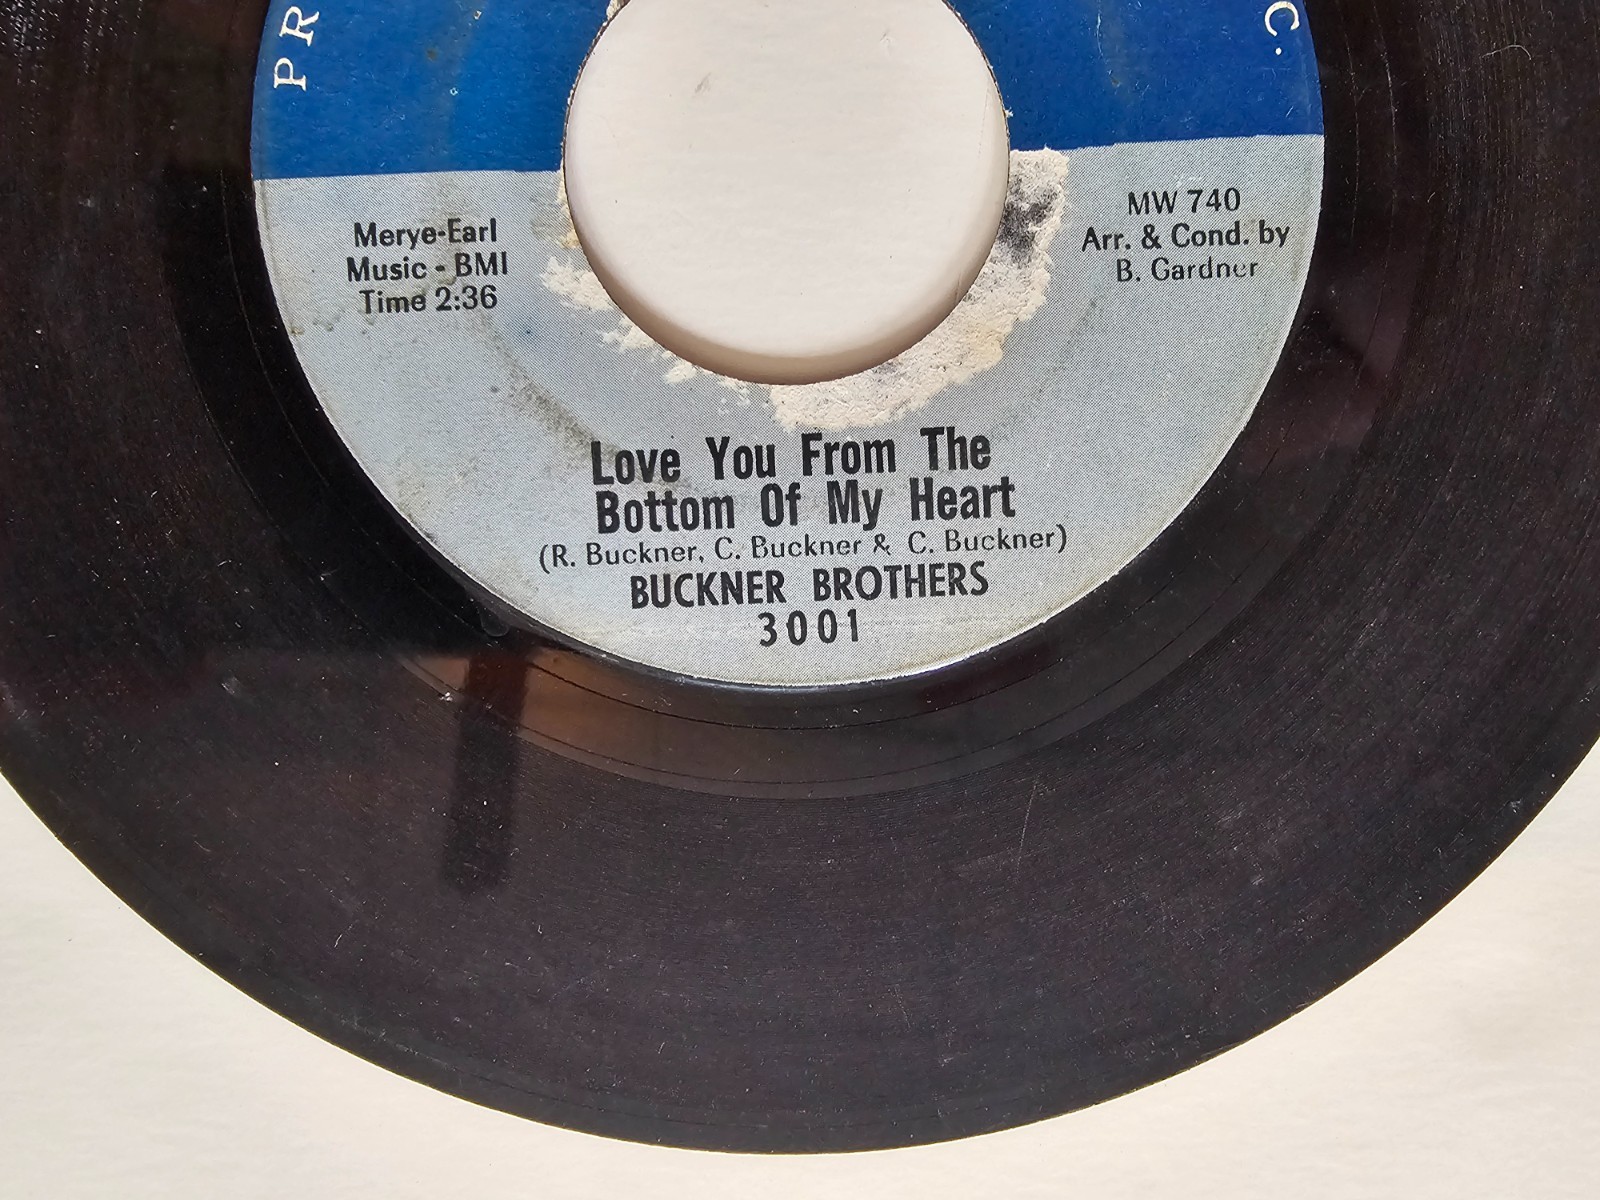 PR
C.
Merye-Earl
Music - BMI
Time 2:36
MW 740
Arr. & Cond. by
B. Gardner
Love You From The
Bottom Of My Heart
(R. Buckner, C. Buckner & C. Buckner)
BUCKNER BROTHERS
3001